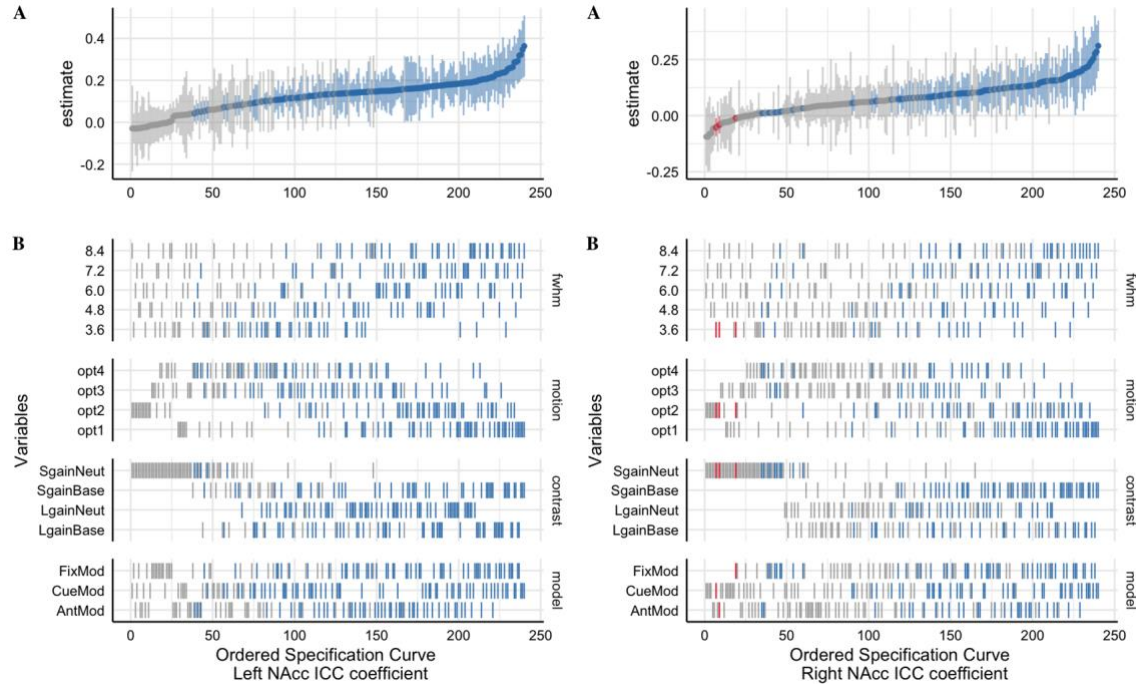 A
estimate
0.4
0.2
0.0
-0.2
0 50 100 150 200 250
B
Variables
8.4
7.2
6.0
4.8
3.6
fwhm
opt4
opt3
opt2
opt1
motion
SgainNeut
SgainBase
LgainNeut
LgainBase
contrast
FixMod
CueMod
AntMod
model
0 50 100 150 200 250
Ordered Specification Curve
Left NAcc ICC coefficient
A
estimate
0.25
0.00
-0.25
0 50 100 150 200 250
B
Variables
8.4
7.2
6.0
4.8
3.6
fwhm
opt4
opt3
opt2
opt1
motion
SgainNeut
SgainBase
LgainNeut
LgainBase
contrast
FixMod
CueMod
AntMod
model
0 50 100 150 200 250
Ordered Specification Curve
Right NAcc ICC coefficient